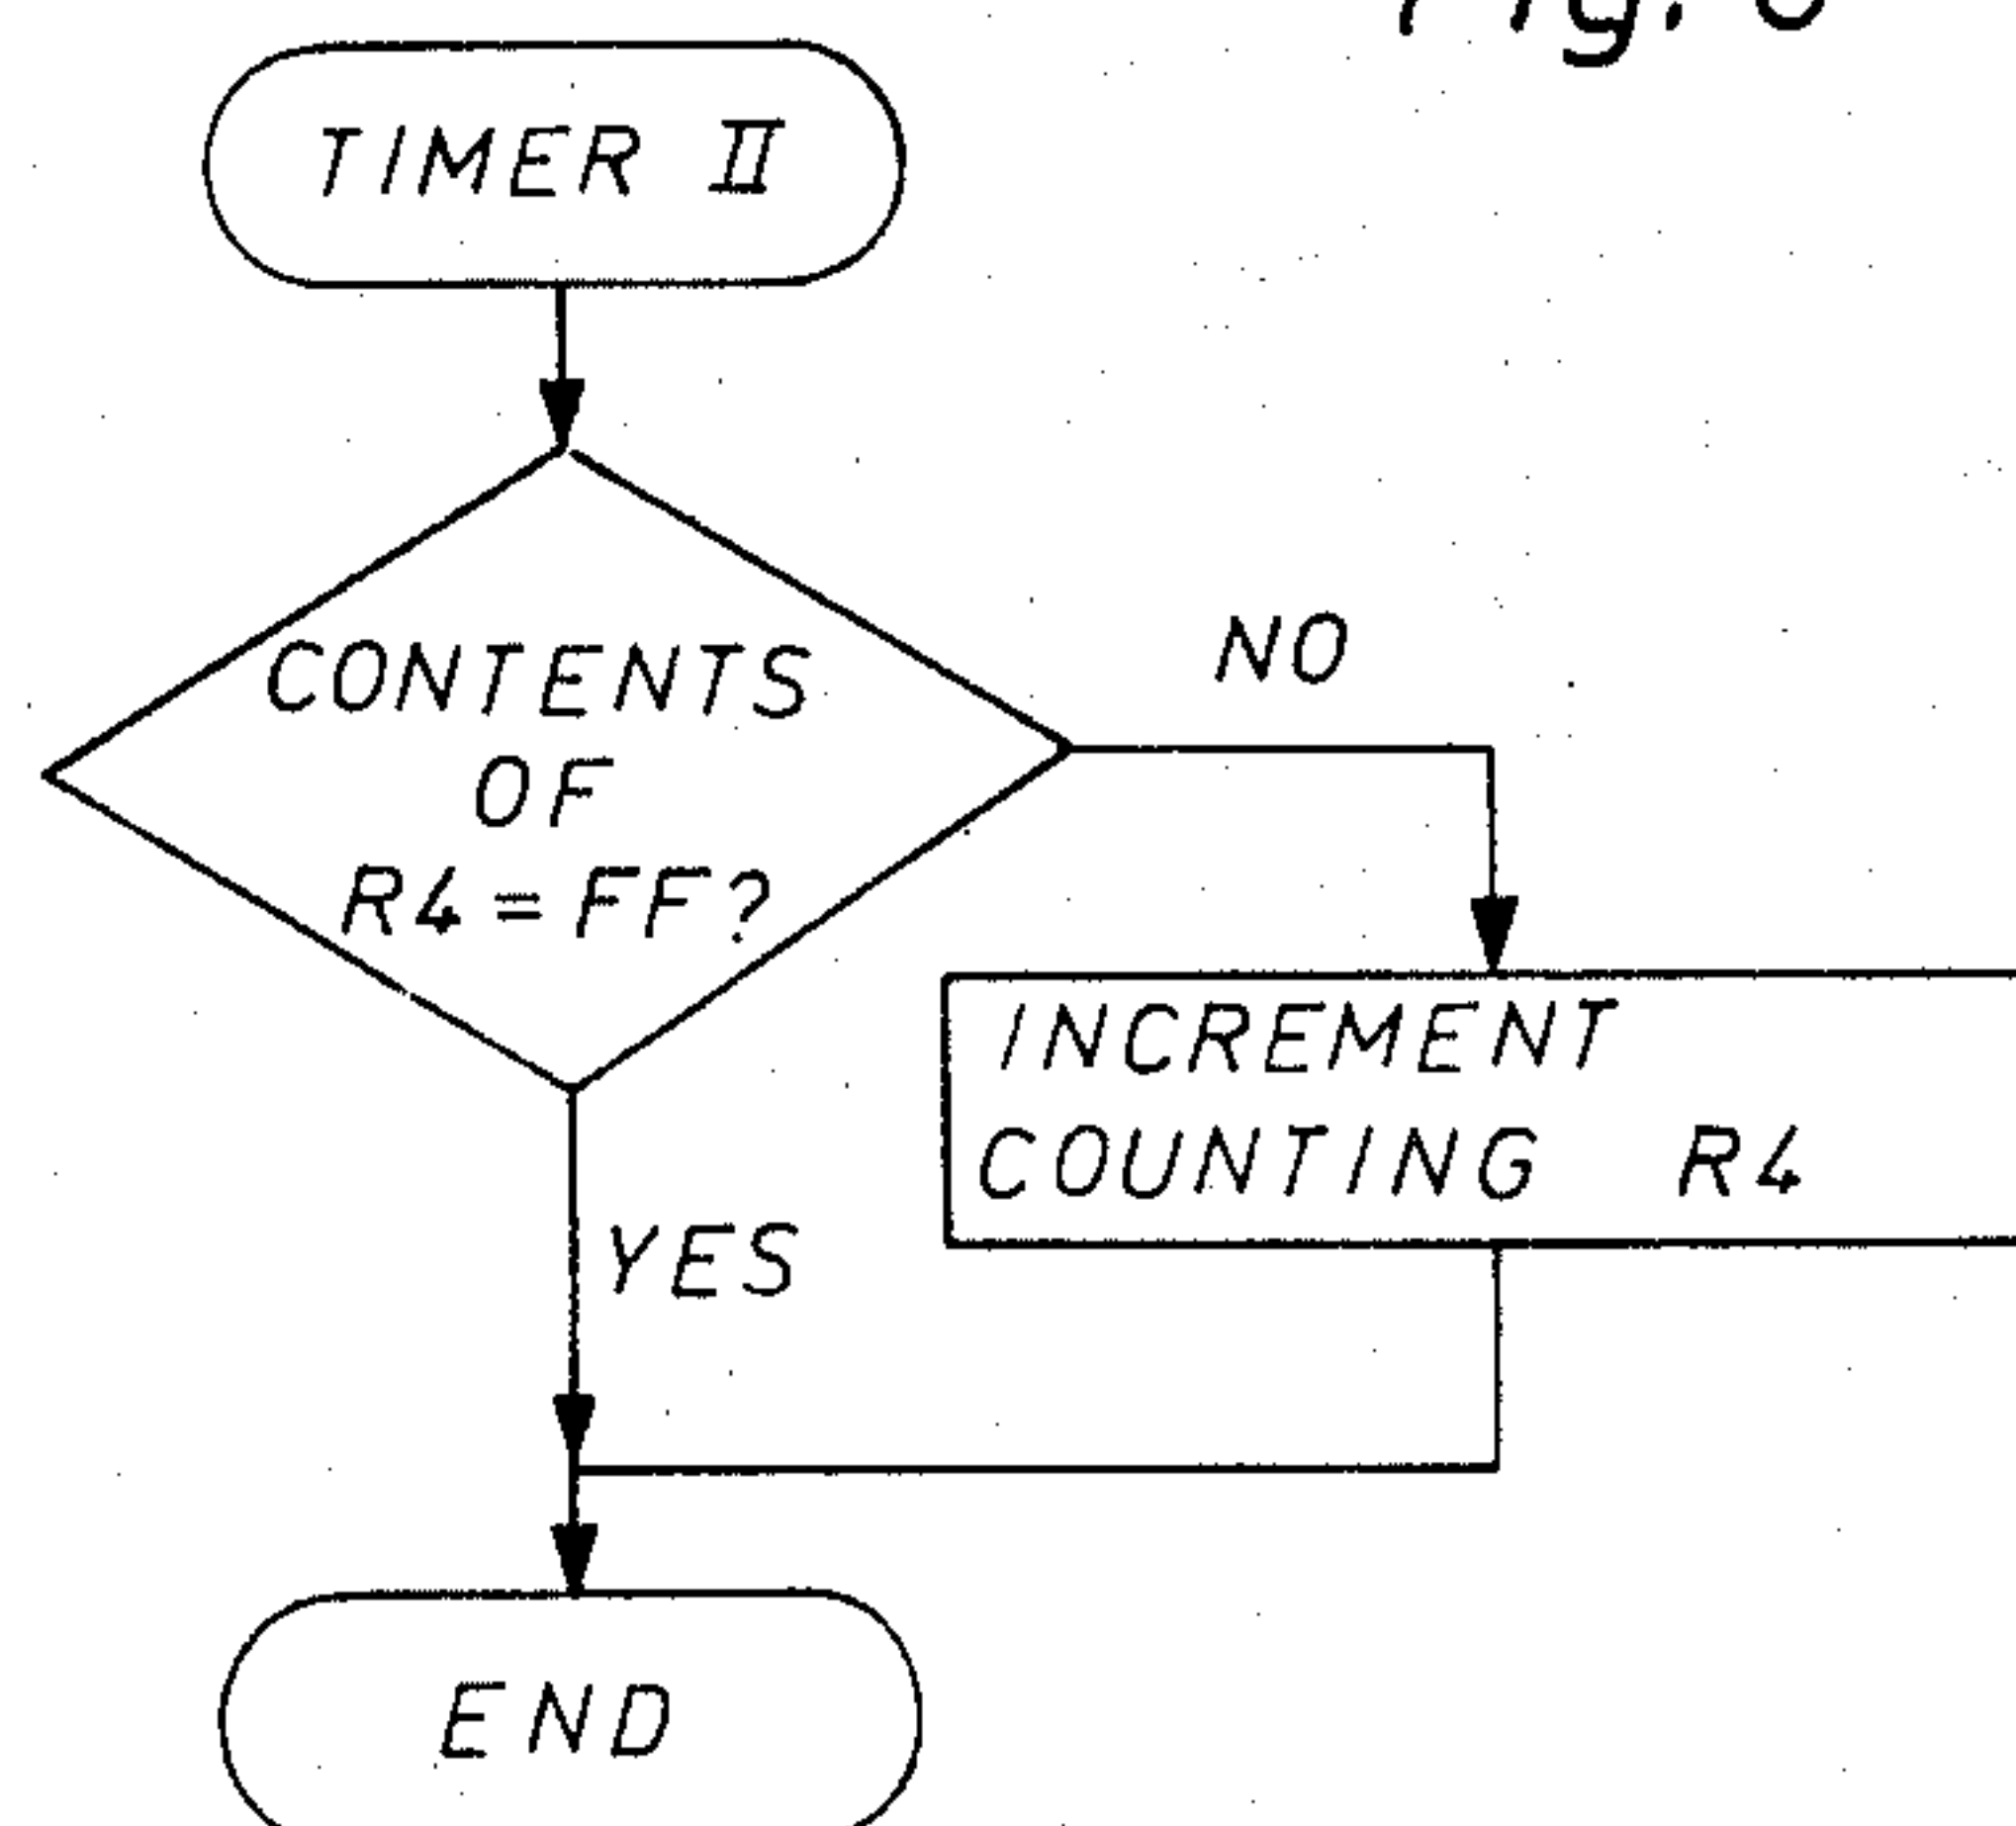 TIMER II
CONTENTS
OF
R4 = FF?
NO
INCREMENT
COUNTING R4
YES
END